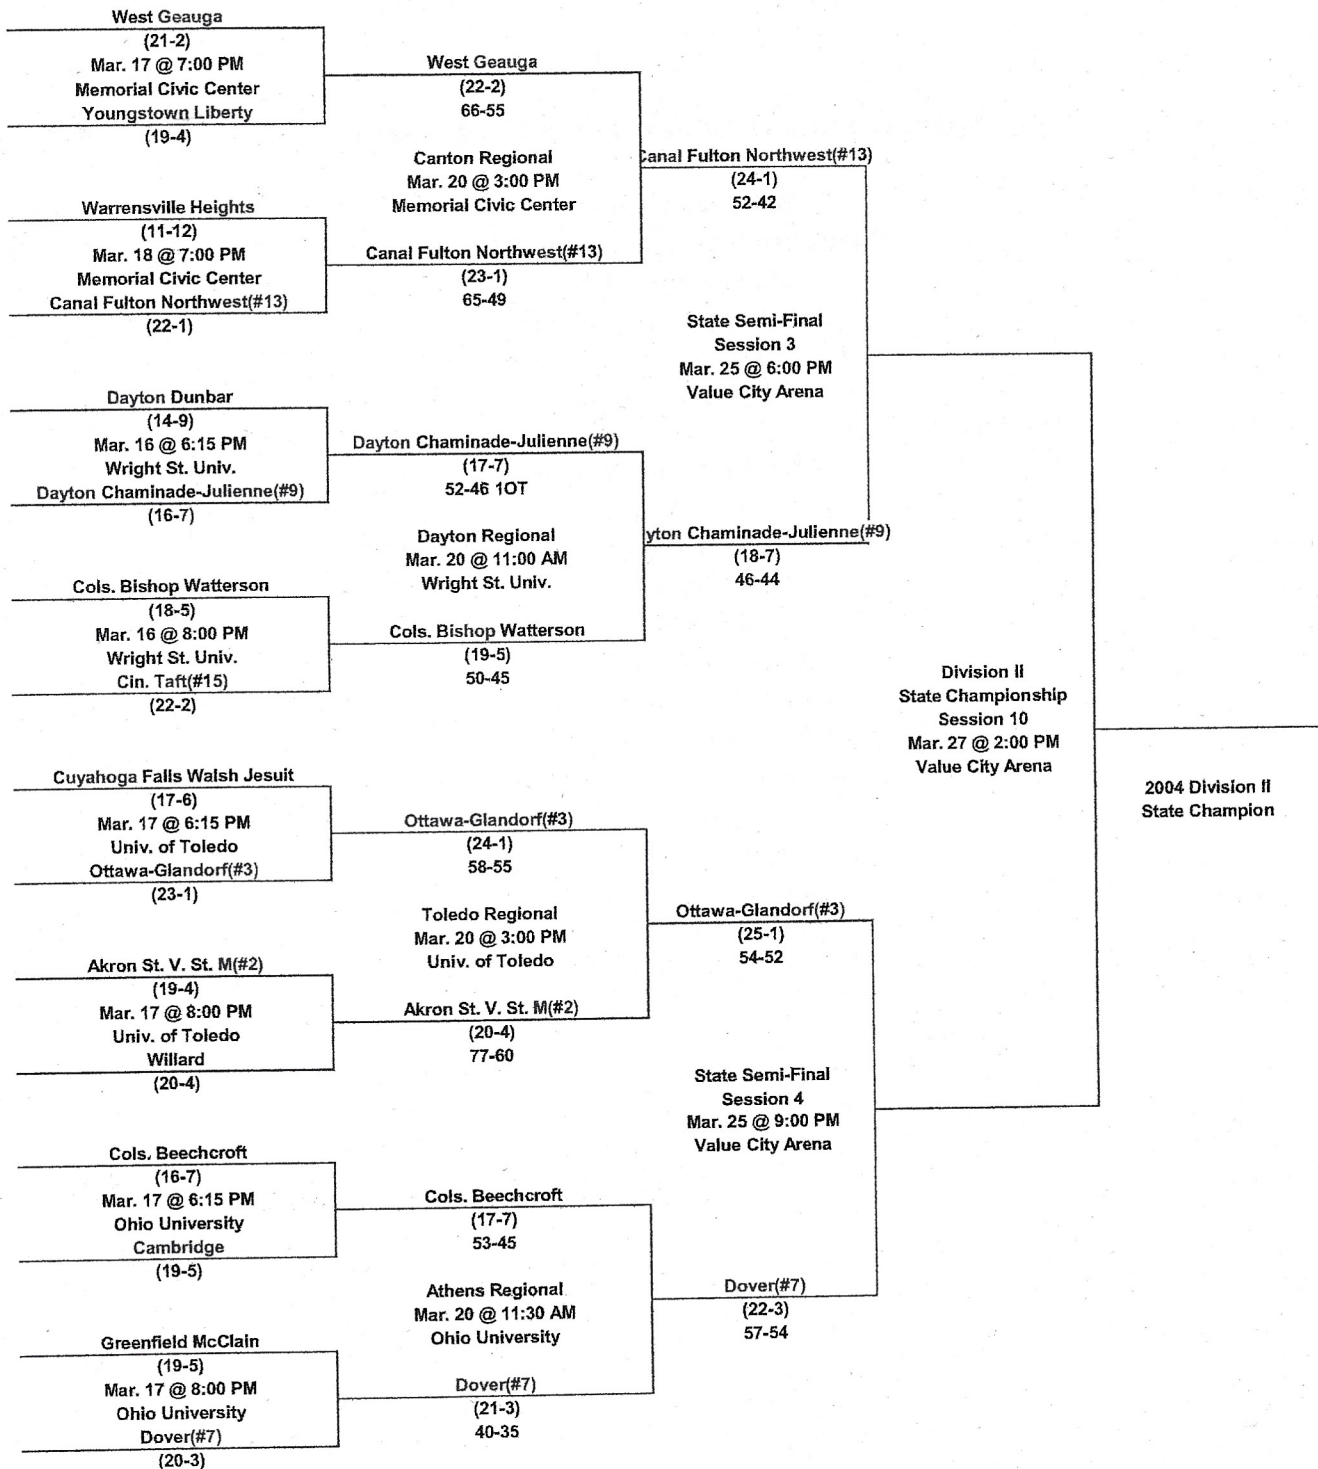 West Geauga
(21-2)
Mar. 17 @ 7:00 PM
Memorial Civic Center
Youngstown Liberty
(19-4)
West Geauga
(22-2)
66-55
Canton Regional
Mar. 20 @ 3:00 PM
Memorial Civic Center
Warrensville Heights
(11-12)
Mar. 18 @ 7:00 PM
Memorial Civic Center
Canal Fulton Northwest(#13)
(22-1)
Canal Fulton Northwest(#13)
(23-1)
65-49
Canal Fulton Northwest(#13)
(24-1)
52-42
State Semi-Final
Session 3
Mar. 25 @ 6:00 PM
Value City Arena
Dayton Dunbar
(14-9)
Mar. 16 @ 6:15 PM
Wright St. Univ.
Dayton Chaminade-Julienne(#9)
(16-7)
Dayton Chaminade-Julienne(#9)
(17-7)
52-46 1OT
Dayton Regional
Mar. 20 @ 11:00 AM
Wright St. Univ.
Cols. Bishop Watterson
(18-5)
Mar. 16 @ 8:00 PM
Wright St. Univ.
Cin. Taft(#15)
(22-2)
Cols. Bishop Watterson
(19-5)
50-45
yton Chaminade-Julienne(#9)
(18-7)
46-44
Division II
State Championship
Session 10
Mar. 27 @ 2:00 PM
Value City Arena
2004 Division II
State Champion
Cuyahoga Falls Walsh Jesuit
(17-6)
Mar. 17 @ 6:15 PM
Univ. of Toledo
Ottawa-Glandorf(#3)
(23-1)
Ottawa-Glandorf(#3)
(24-1)
58-55
Toledo Regional
Mar. 20 @ 3:00 PM
Univ. of Toledo
Akron St. V. St. M(#2)
(19-4)
Mar. 17 @ 8:00 PM
Univ. of Toledo
Willard
(20-4)
Akron St. V. St. M(#2)
(20-4)
77-60
Ottawa-Glandorf(#3)
(25-1)
54-52
State Semi-Final
Session 4
Mar. 25 @ 9:00 PM
Value City Arena
Cols. Beechcroft
(16-7)
Mar. 17 @ 6:15 PM
Ohio University
Cambridge
(19-5)
Cols. Beechcroft
(17-7)
53-45
Athens Regional
Mar. 20 @ 11:30 AM
Ohio University
Greenfield McClain
(19-5)
Mar. 17 @ 8:00 PM
Ohio University
Dover(#7)
(20-3)
Dover(#7)
(21-3)
40-35
Dover(#7)
(22-3)
57-54